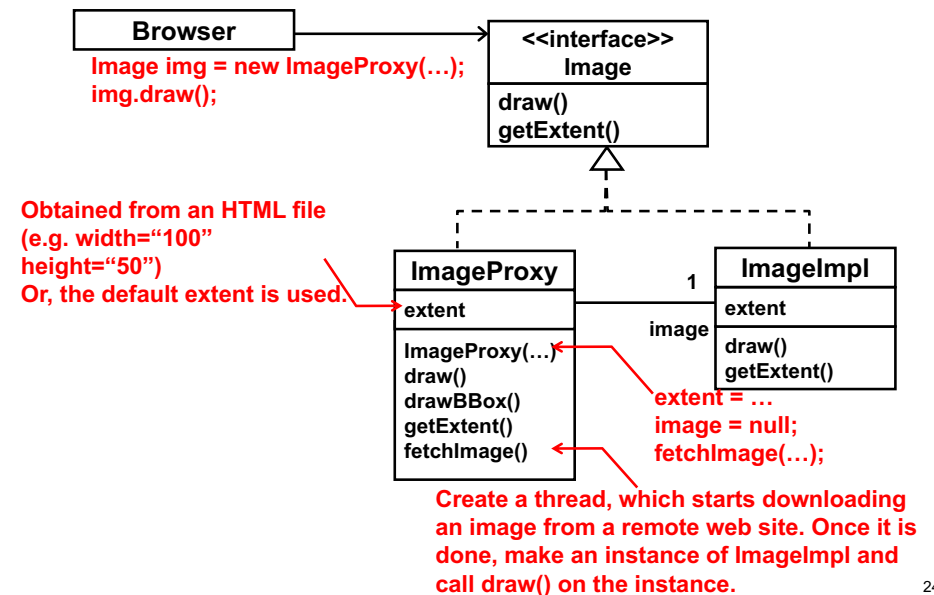 Browser
Image img = new ImageProxy(…);
img.draw();
<<interface>>
Image
draw()
getExtent()
Obtained from an HTML file
(e.g. width=“100”
height=“50”)
Or, the default extent is used.
ImageProxy
extent
ImageProxy(…)
draw()
drawBBox()
getExtent()
fetchImage()
1
image
ImageImpl
extent
draw()
getExtent()
extent = …
image = null;
fetchImage(…);
Create a thread, which starts downloading
an image from a remote web site. Once it is
done, make an instance of ImageImpl and
call draw() on the instance.
24